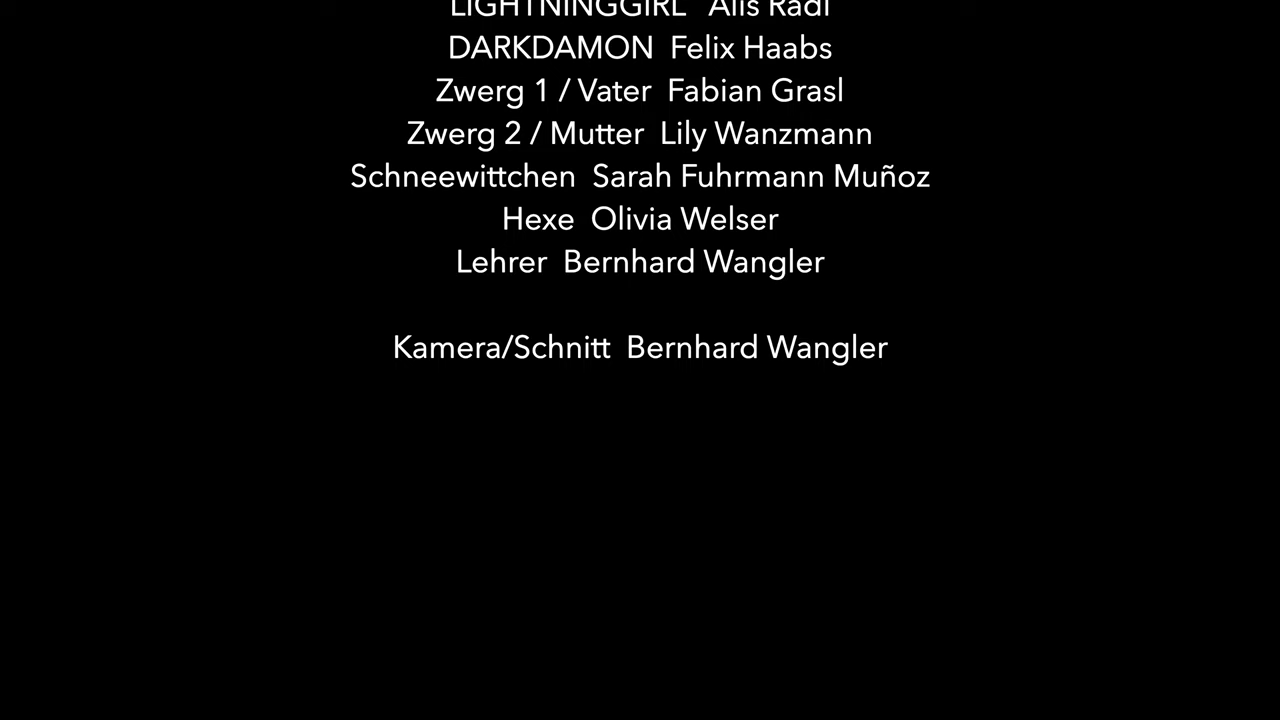 LIGHTNINGGIRL Alis Radl
DARKDAMON Felix Haabs
Zwerg 1 / Vater Fabian Grasl
Zwerg 2 / Mutter Lily Wanzmann
Schneewittchen Sarah Fuhrmann Muñoz
Hexe Olivia Welser
Lehrer Bernhard Wangler
Kamera/Schnitt Bernhard Wangler